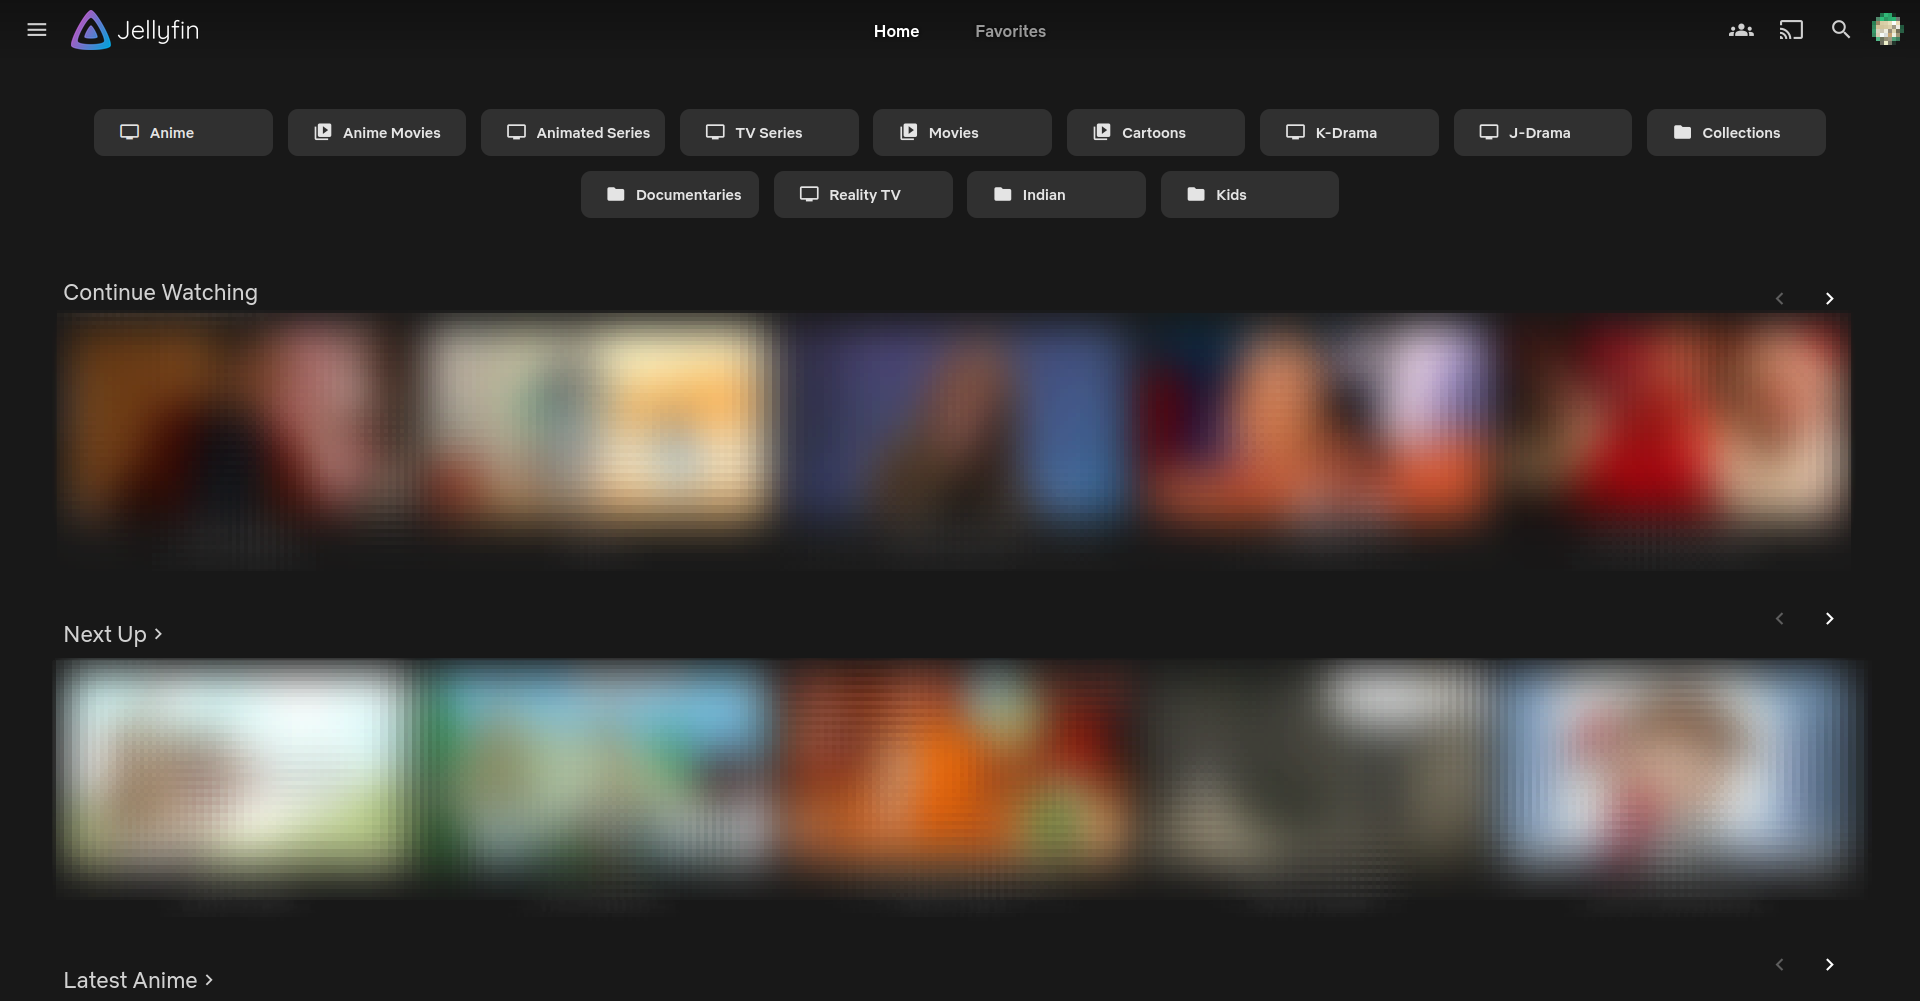 Jellyfin
Home Favorites
Anime Anime Movies Animated Series TV Series Movies Cartoons K-Drama J-Drama Collections
Documentaries Reality TV Indian Kids
Continue Watching
Next Up
Latest Anime